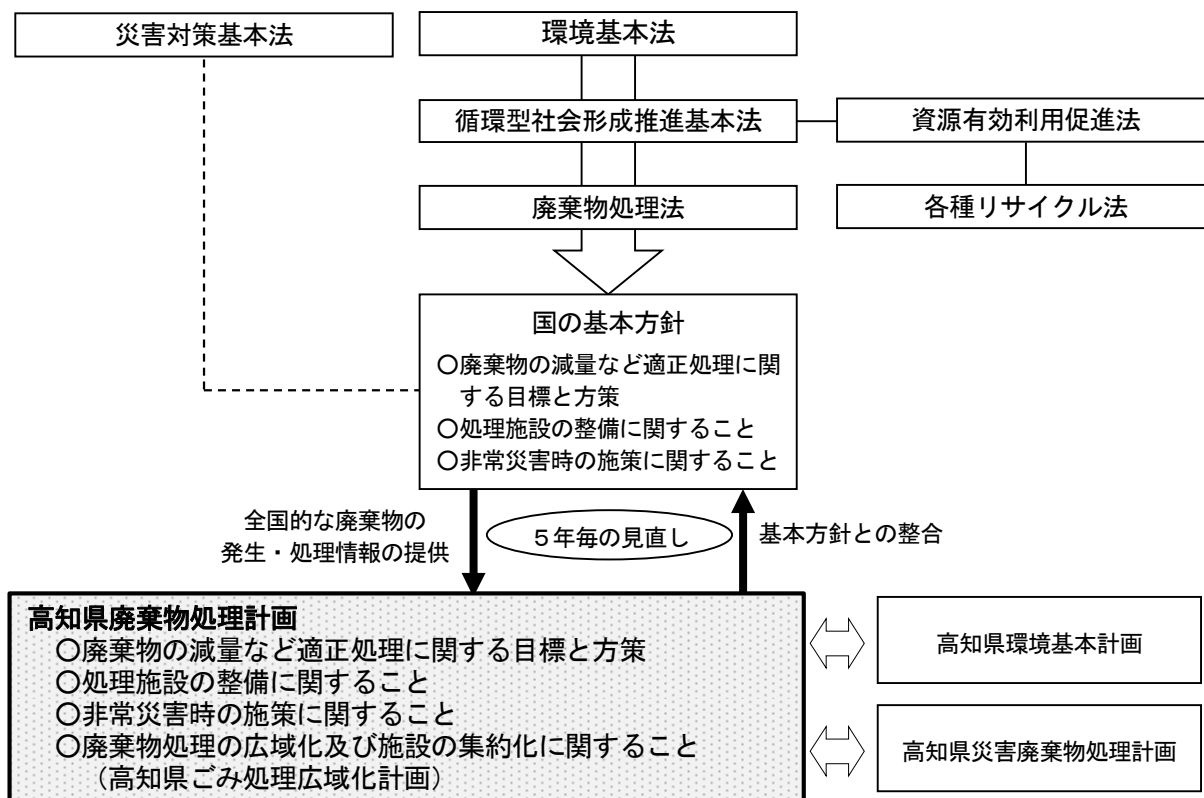 災害対策基本法
環境基本法
循環型社会形成推進基本法
資源有効利用促進法
廃棄物処理法
各種リサイクル法
国の基本方針
○廃棄物の減量など適正処理に関
する目標と方策
○処理施設の整備に関すること
○非常災害時の施策に関すること
全国的な廃棄物の
発生・処理情報の提供
５年毎の見直し
基本方針との整合
高知県廃棄物処理計画
○廃棄物の減量など適正処理に関する目標と方策
○処理施設の整備に関すること
○非常災害時の施策に関すること
○廃棄物処理の広域化及び施設の集約化に関すること
（高知県ごみ処理広域化計画）
高知県環境基本計画
高知県災害廃棄物処理計画